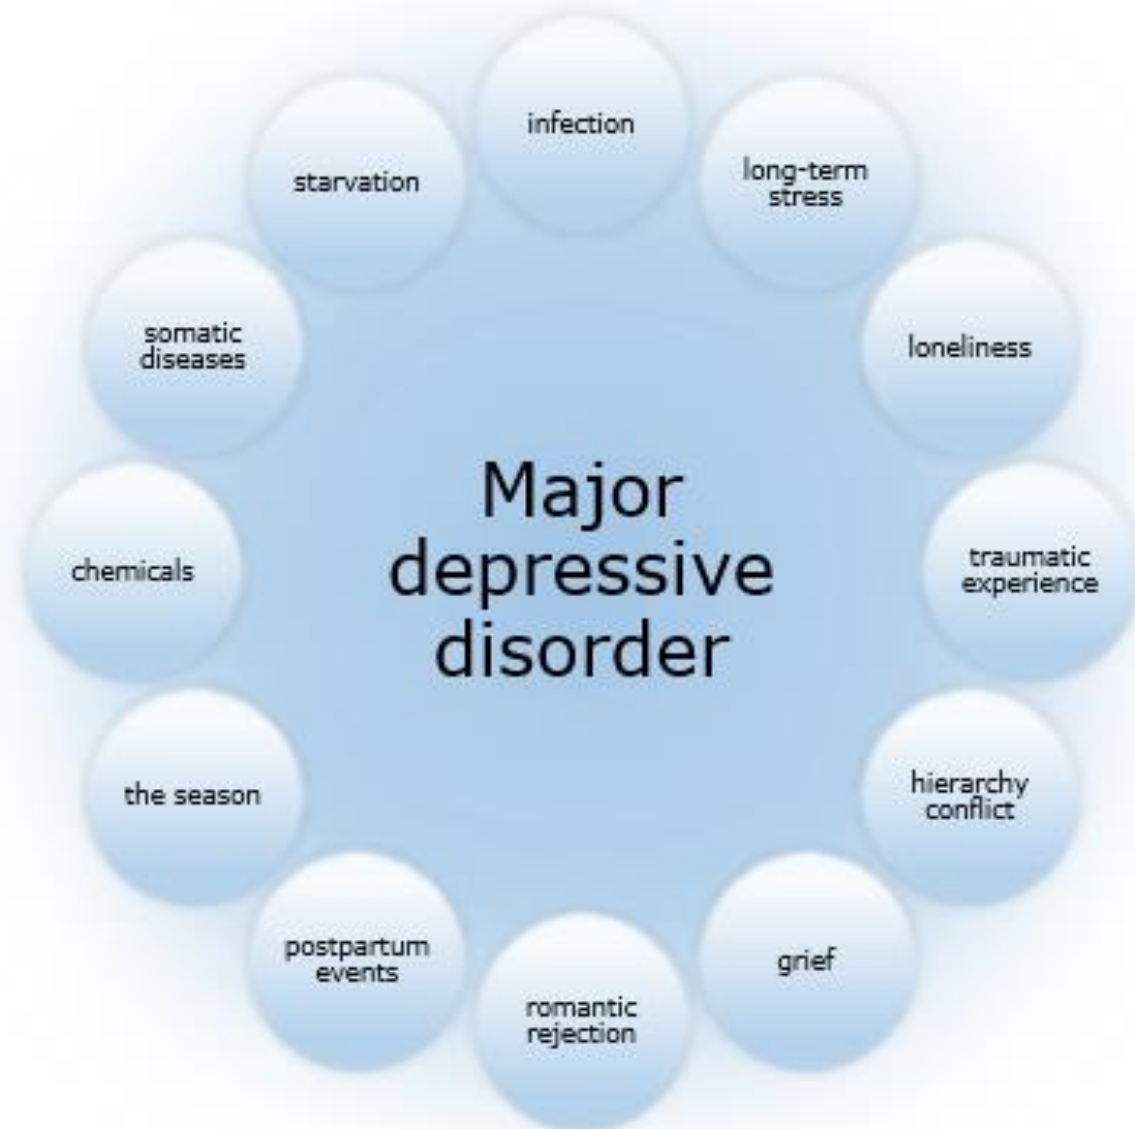 infection
long-term
stress
loneliness
traumatic
experience
hierarchy
conflict
grief
romantic
rejection
postpartum
events
the season
chemicals
somatic
diseases
starvation
Major
depressive
disorder